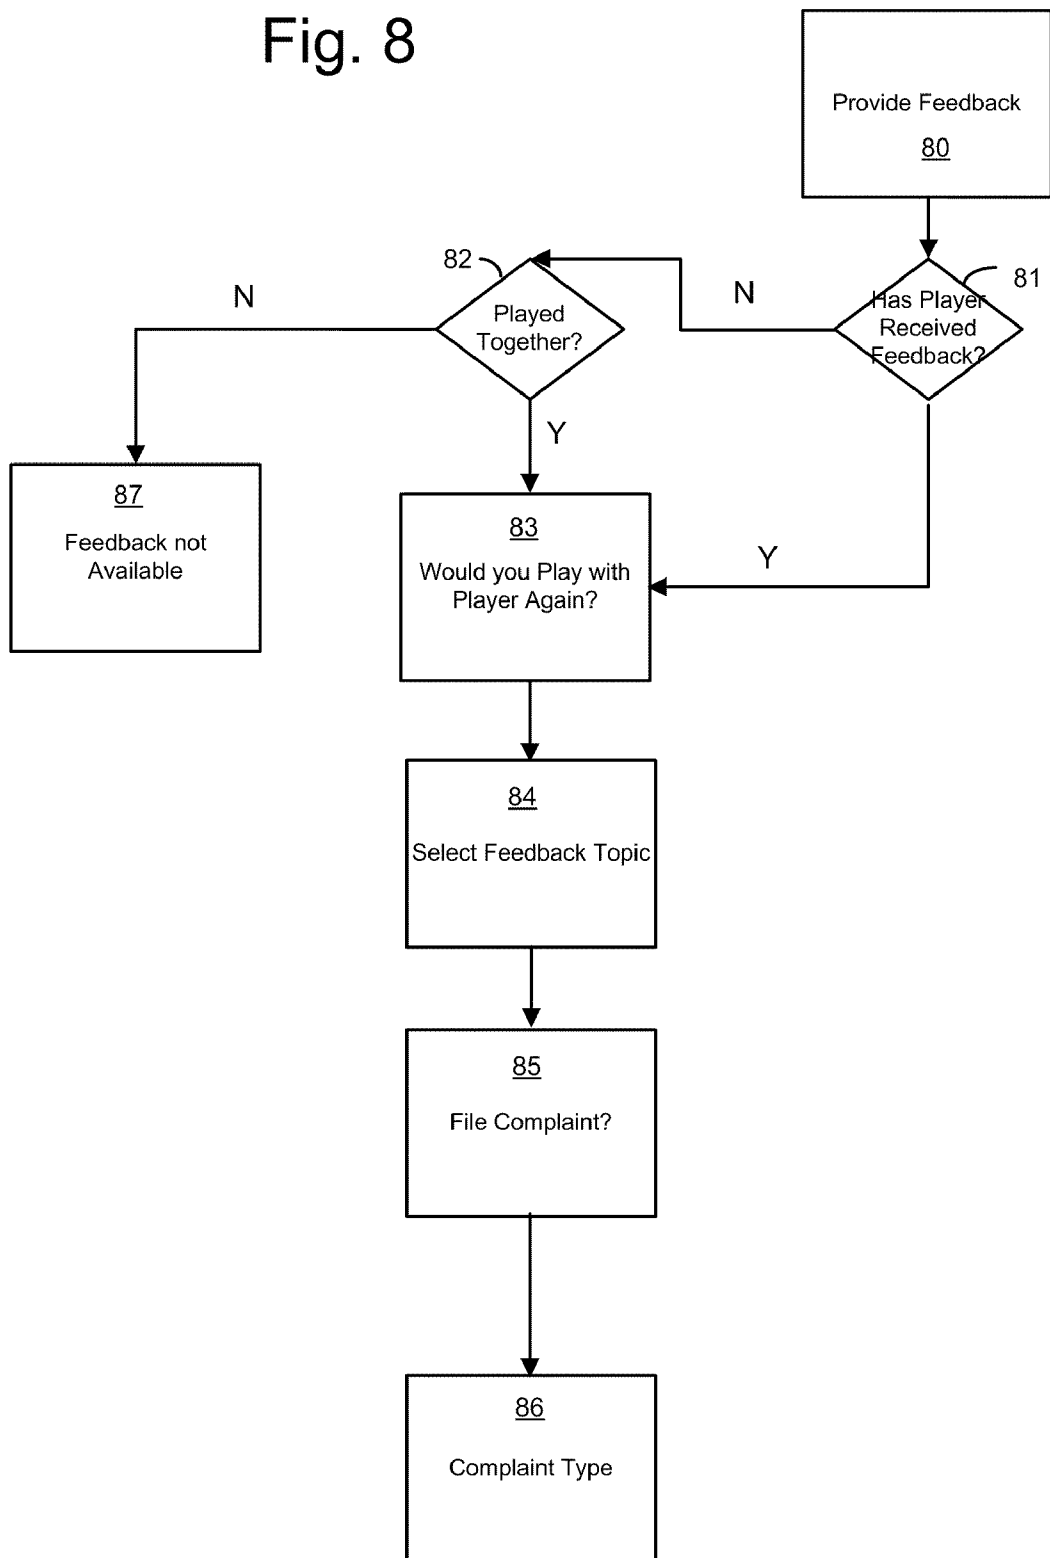 Fig. 8
Provide Feedback
80
81
Has Player
Received
Feedback?
N
82
Played
Together?
N
Y
87
Feedback not
Available
83
Would you Play with
Player Again?
Y
84
Select Feedback Topic
85
File Complaint?
86
Complaint Type